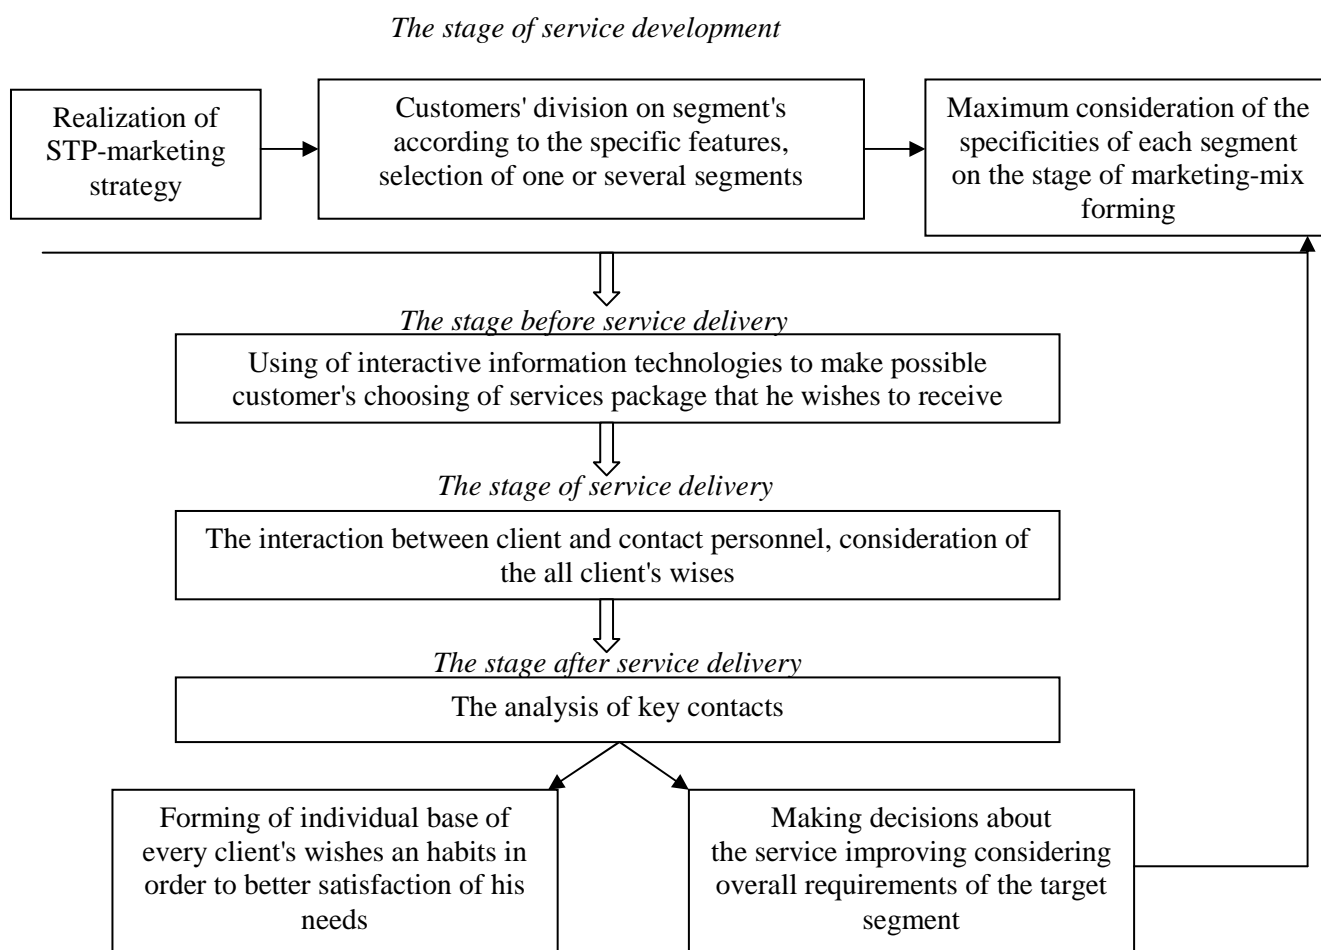 The stage of service development
Realization of
STP-marketing
strategy
Customers' division on segment's
according to the specific features,
selection of one or several segments
Maximum consideration of the
specificities of each segment
on the stage of marketing-mix
forming
The stage before service delivery
Using of interactive information technologies to make possible
customer's choosing of services package that he wishes to receive
The stage of service delivery
The interaction between client and contact personnel, consideration of
the all client's wises
The stage after service delivery
The analysis of key contacts
Forming of individual base of
every client's wishes an habits in
order to better satisfaction of his
needs
Making decisions about
the service improving considering
overall requirements of the target
segment